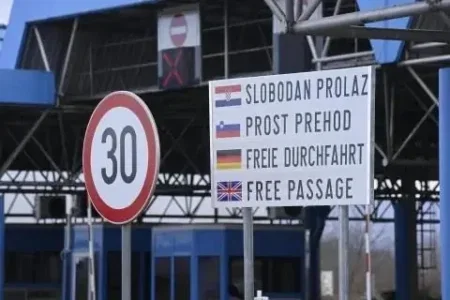 30
SLOBODAN PROLAZ
PROST PREHOD
FREIE DURCHFAHRT
FREE PASSAGE